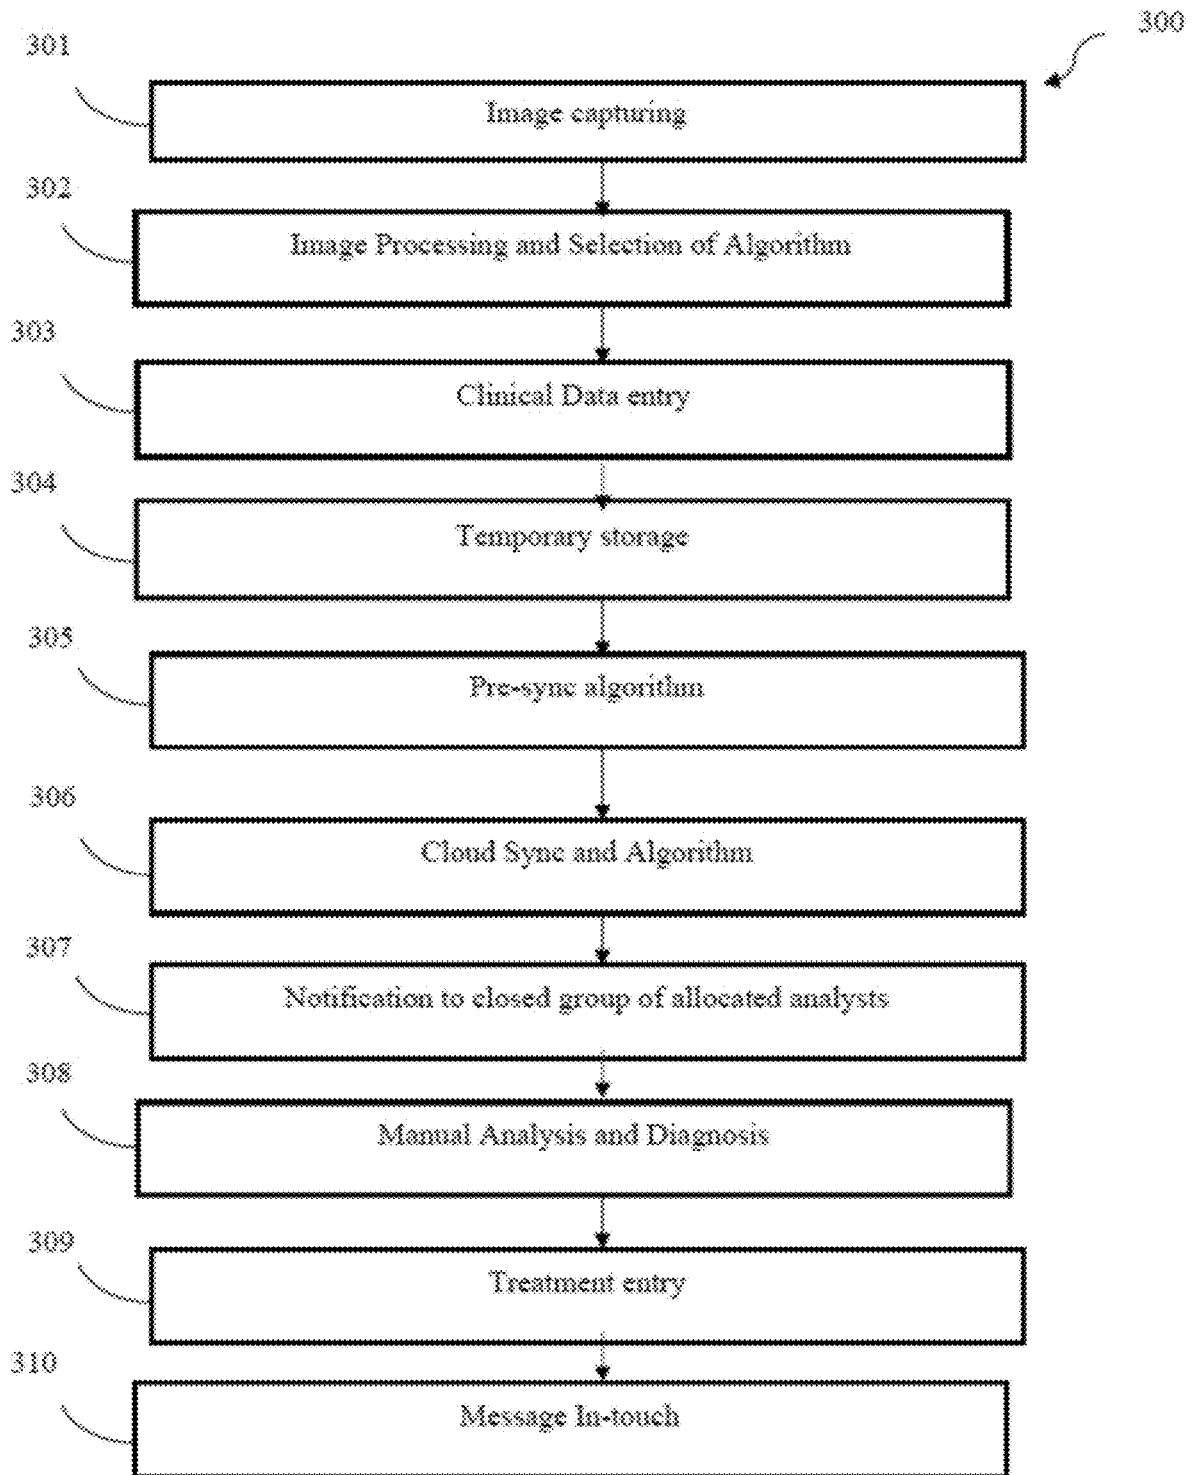 300
301
Image capturing
302
Image Processing and Selection of Algorithm
303
Clinical Data entry
304
Temporary storage
305
Pre-sync algorithm
306
Cloud Sync and Algorithm
307
Notification to closed group of allocated analysts
308
Manual Analysis and Diagnosis
309
Treatment entry
310
Message In-touch